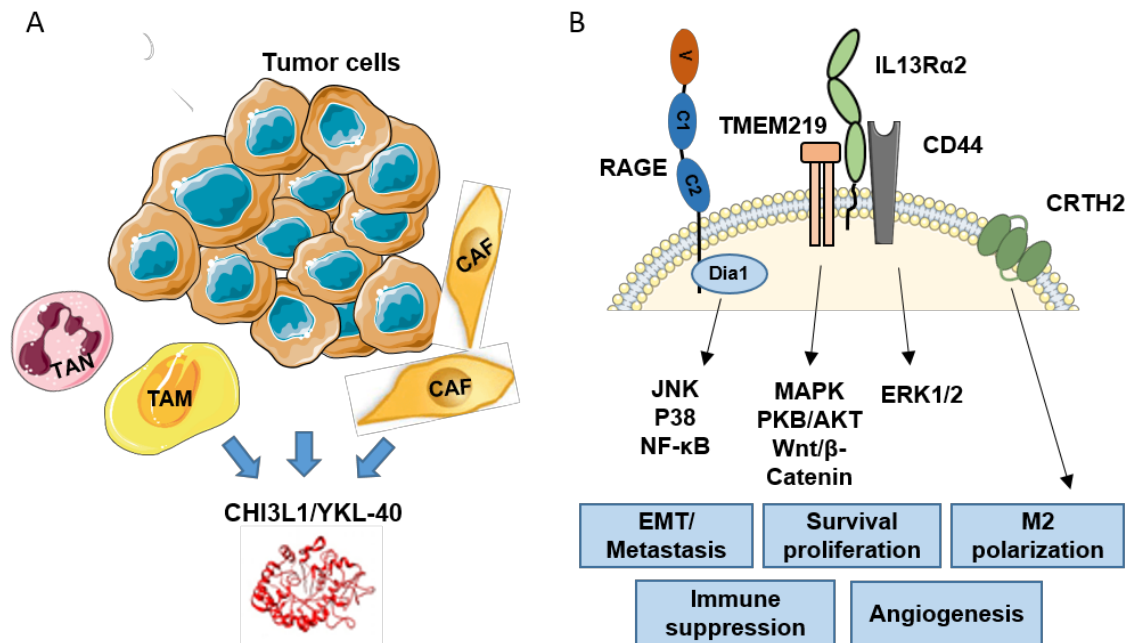 A
Tumor cells
CAF
CAF
TAN
TAM
CHI3L1/YKL-40
B
V
C1
C2
RAGE
TMEM219
IL13Rα2
CD44
CRTH2
Dia1
JNK
P38
NF-κB
MAPK
PKB/AKT
Wnt/β-
Catenin
ERK1/2
EMT/
Metastasis
Survival
proliferation
M2
polarization
Immune
suppression
Angiogenesis